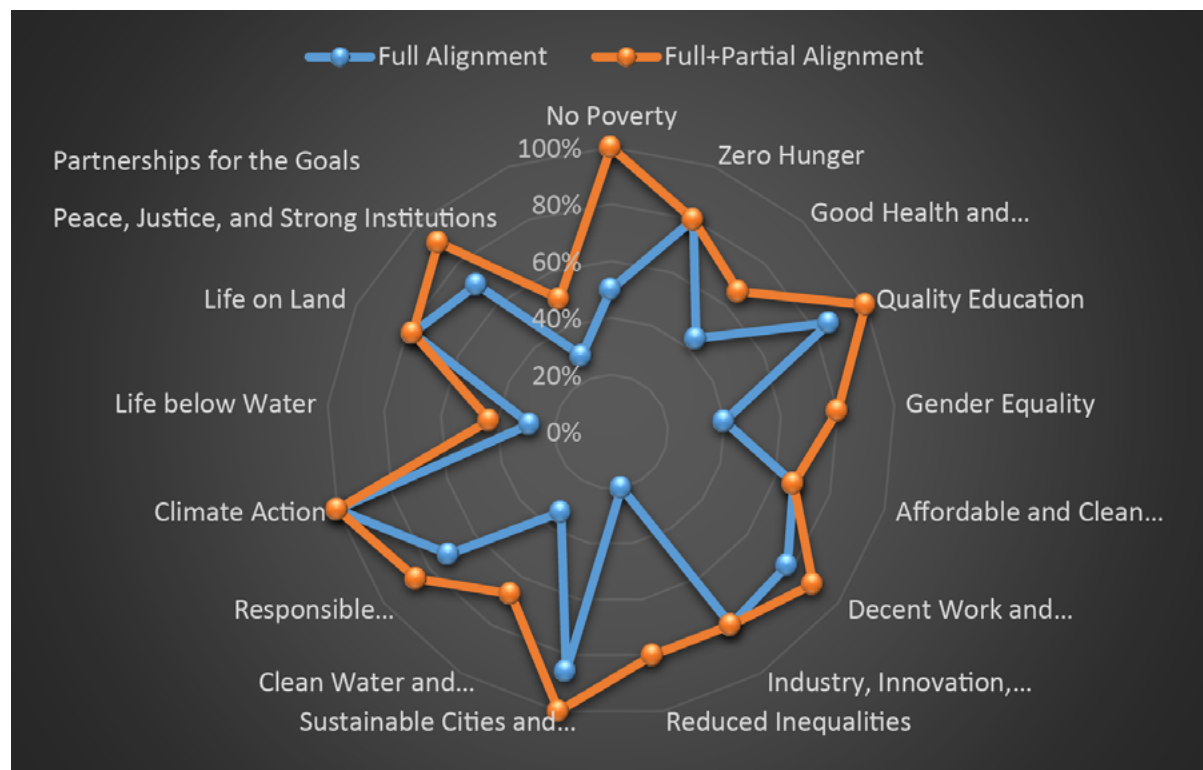 Full Alignment
Full+Partial Alignment
No Poverty
100%
Zero Hunger
Partnerships for the Goals
80%
Good Health and...
Peace, Justice, and Strong Institutions
60%
Life on Land
Quality Education
40%
20%
Life below Water
Gender Equality
0%
Climate Action
Affordable and Clean...
Responsible...
Decent Work and...
Clean Water and...
Industry, Innovation,...
Sustainable Cities and...
Reduced Inequalities